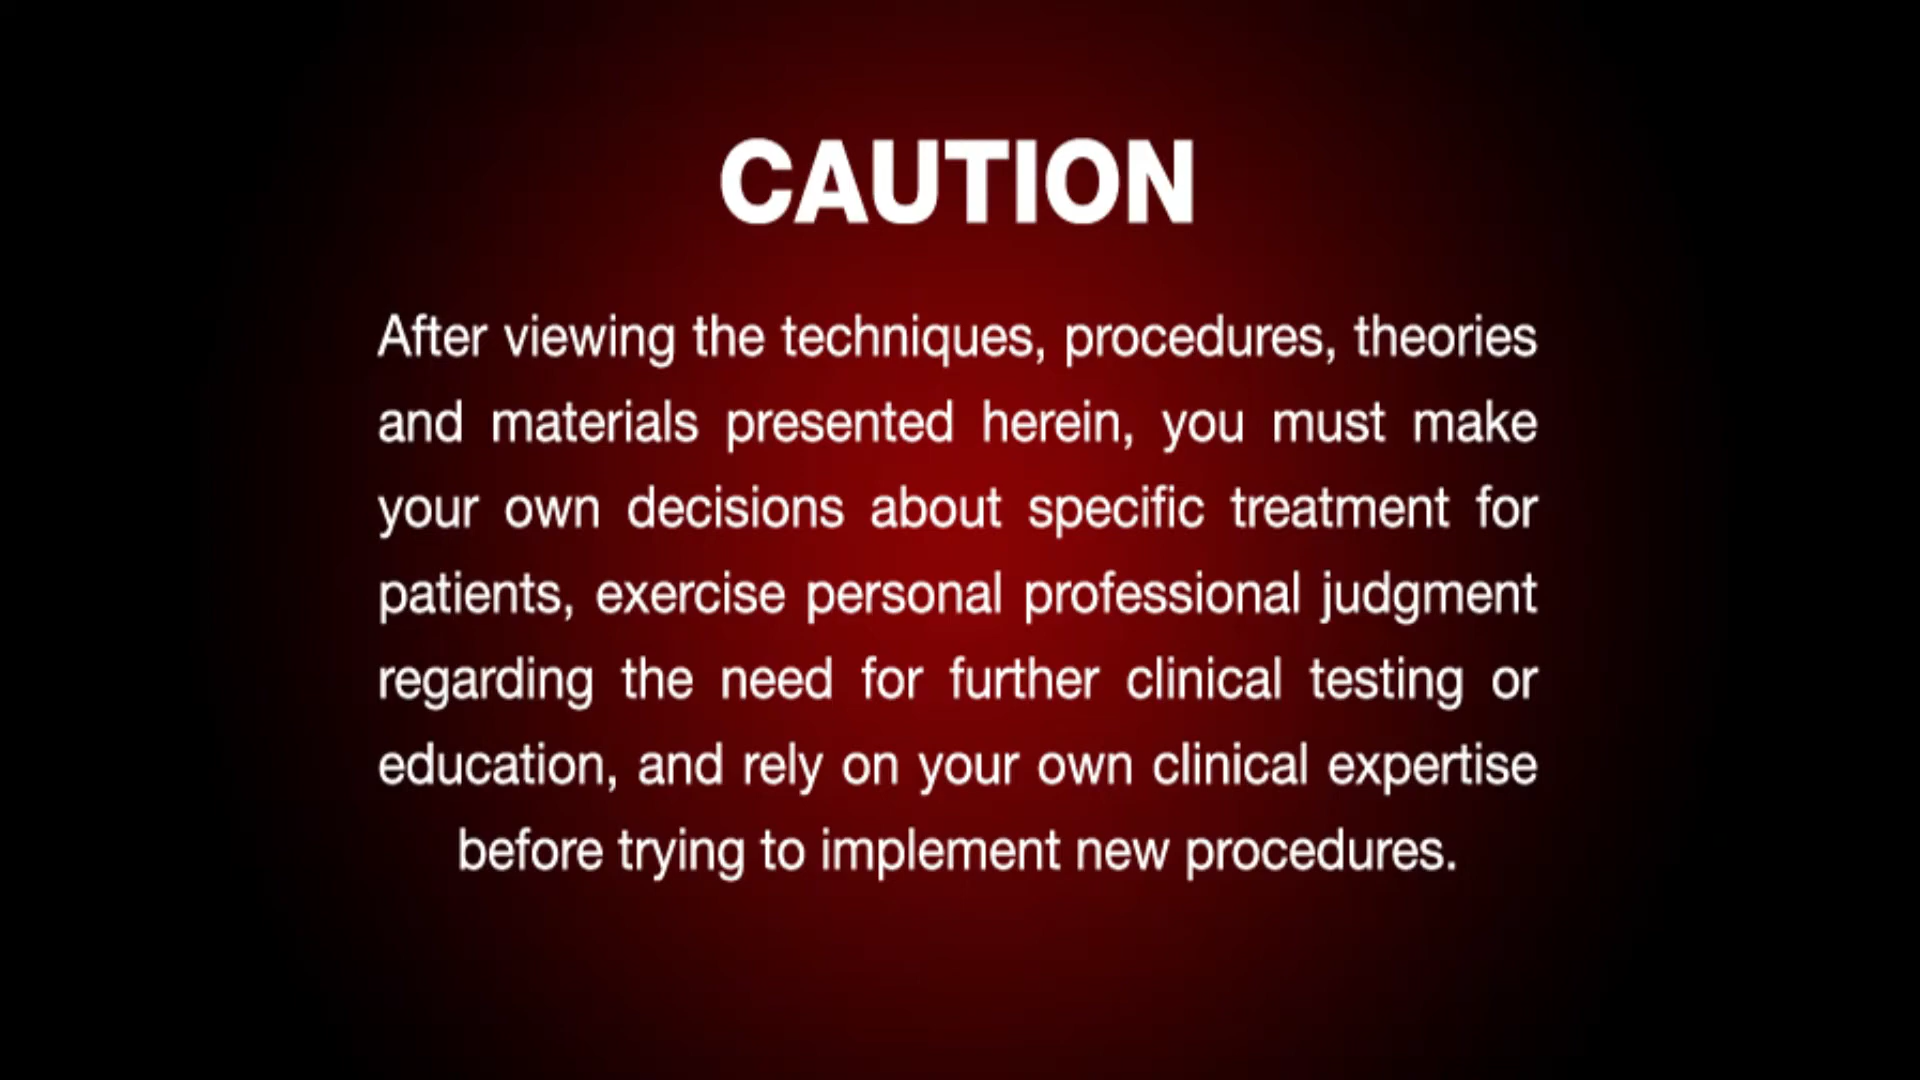 CAUTION
After viewing the techniques, procedures, theories
and materials presented herein, you must make
your own decisions about specific treatment for
patients, exercise personal professional judgment
regarding the need for further clinical testing or
education, and rely on your own clinical expertise
before trying to implement new procedures.